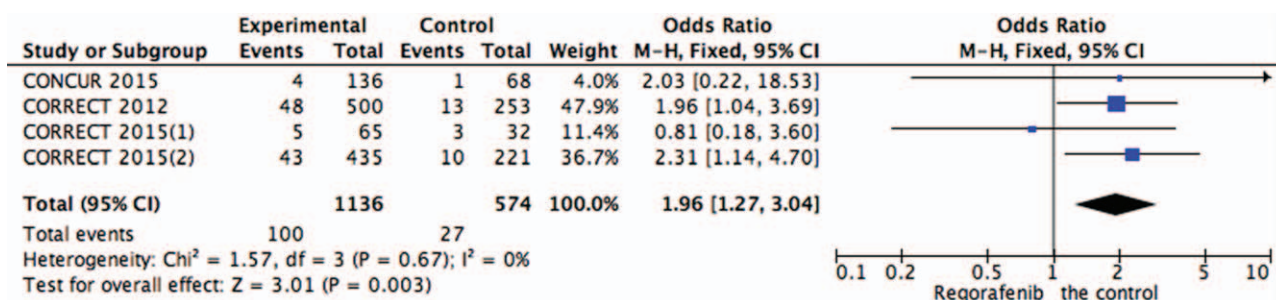 Experimental Control Odds Ratio Odds Ratio
Study or Subgroup Events Total Events Total Weight M-H, Fixed, 95% CI M-H, Fixed, 95% CI
CONCUR 2015 4 136 1 68 4.0% 2.03 [0.22, 18.53]
CORRECT 2012 48 500 13 253 47.9% 1.96 [1.04, 3.69]
CORRECT 2015(1) 5 65 3 32 11.4% 0.81 [0.18, 3.60]
CORRECT 2015(2) 43 435 10 221 36.7% 2.31 [1.14, 4.70]
Total (95% CI) 1136 574 100.0% 1.96 [1.27, 3.04]
Total events 100 27
Heterogeneity: Chi² = 1.57, df = 3 (P = 0.67); I² = 0%
Test for overall effect: Z = 3.01 (P = 0.003)
0.1 0.2 0.5 1 2 5 10
Regorafenib the control